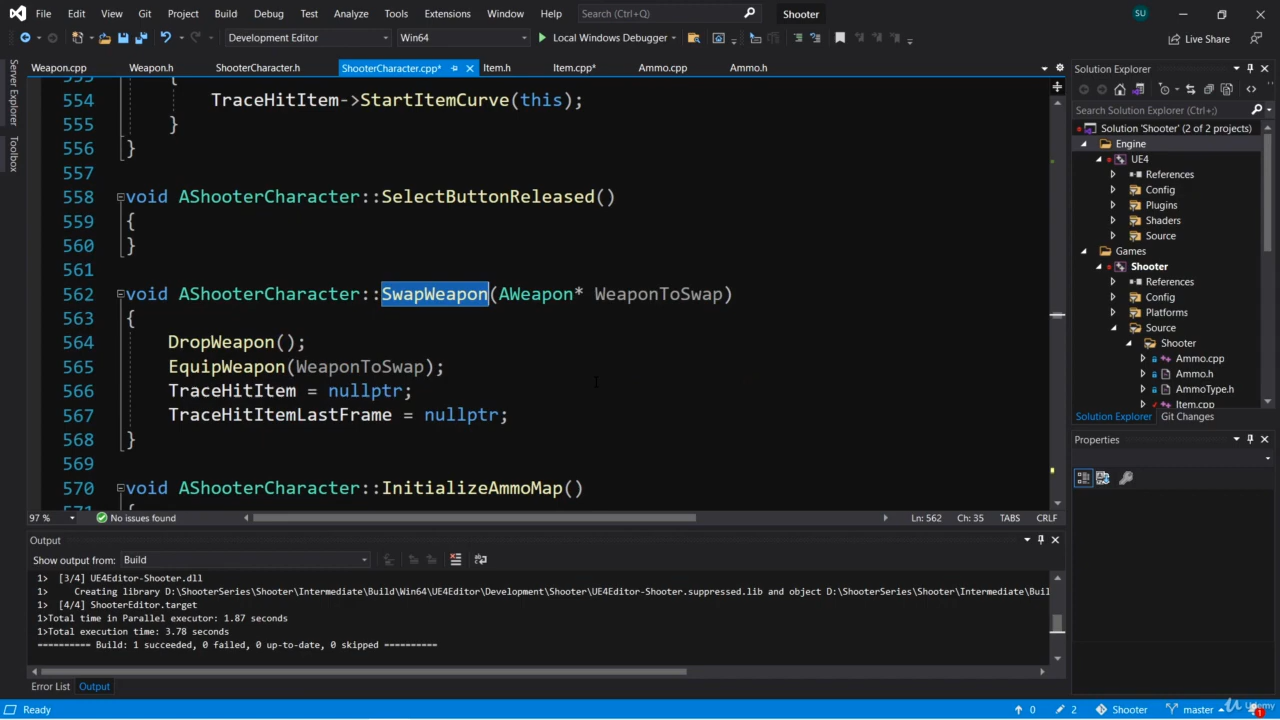 File Edit View Git Project Build Debug Test Analyze Tools Extensions Window Help Search (Ctrl+Q) Shooter SU
Development Editor Win64 Local Windows Debugger Live Share
Weapon.cpp Weapon.h ShooterCharacter.h ShooterCharacter.cpp* Item.h Item.cpp* Ammo.cpp Ammo.h
Server Explorer
Toolbox
553 {
554 TraceHitItem->StartItemCurve(this);
555 }
556 }
557
558 void AShooterCharacter::SelectButtonReleased()
559 {
560 }
561
562 void AShooterCharacter::SwapWeapon(AWeapon* WeaponToSwap)
563 {
564 DropWeapon();
565 EquipWeapon(WeaponToSwap);
566 TraceHitItem = nullptr;
567 TraceHitItemLastFrame = nullptr;
568 }
569
570 void AShooterCharacter::InitializeAmmoMap()
571 {
97 % No issues found Ln: 562 Ch: 35 TABS CRLF
Output
Show output from: Build
1> [3/4] UE4Editor-Shooter.dll
1> Creating library D:\ShooterSeries\Shooter\Intermediate\Build\Win64\UE4Editor\Development\Shooter\UE4Editor-Shooter.suppressed.lib and object D:\ShooterSeries\Shooter\Intermediate\Buil
1> [4/4] ShooterEditor.target
1>Total time in Parallel executor: 1.87 seconds
1>Total execution time: 3.78 seconds
========== Build: 1 succeeded, 0 failed, 0 up-to-date, 0 skipped ==========
Error List Output
Solution Explorer
Search Solution Explorer (Ctrl+;)
Solution 'Shooter' (2 of 2 projects)
Engine
UE4
References
Config
Plugins
Shaders
Source
Games
Shooter
References
Config
Platforms
Source
Shooter
Ammo.cpp
Ammo.h
AmmoType.h
Item.cpp
Solution Explorer Git Changes
Properties
Ready 0 2 Shooter master 1
Udemy